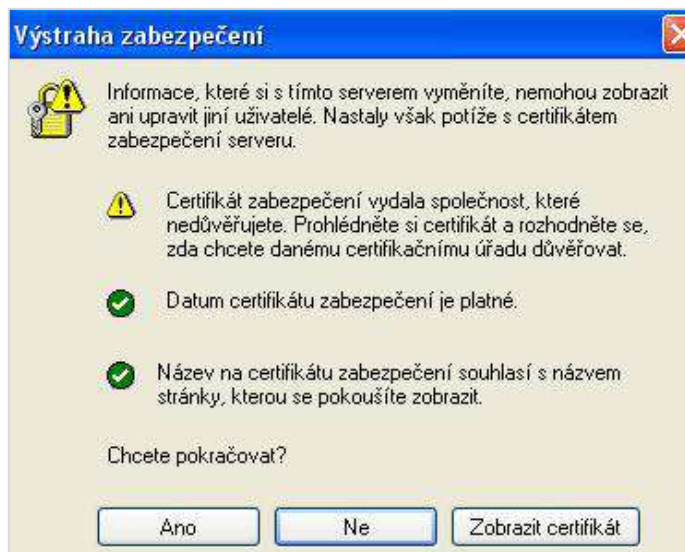 Výstraha zabezpečení
Informace, které si s tímto serverem vyměníte, nemohou zobrazit
ani upravit jiní uživatelé. Nastaly však potíže s certifikátem
zabezpečení serveru.
Certifikát zabezpečení vydala společnost, které
nedůvěřujete. Prohlédněte si certifikát a rozhodněte se,
zda chcete danému certifikačnímu úřadu důvěřovat.
Datum certifikátu zabezpečení je platné.
Název na certifikátu zabezpečení souhlasí s názvem
stránky, kterou se pokoušíte zobrazit.
Chcete pokračovat?
Ano
Ne
Zobrazit certifikát